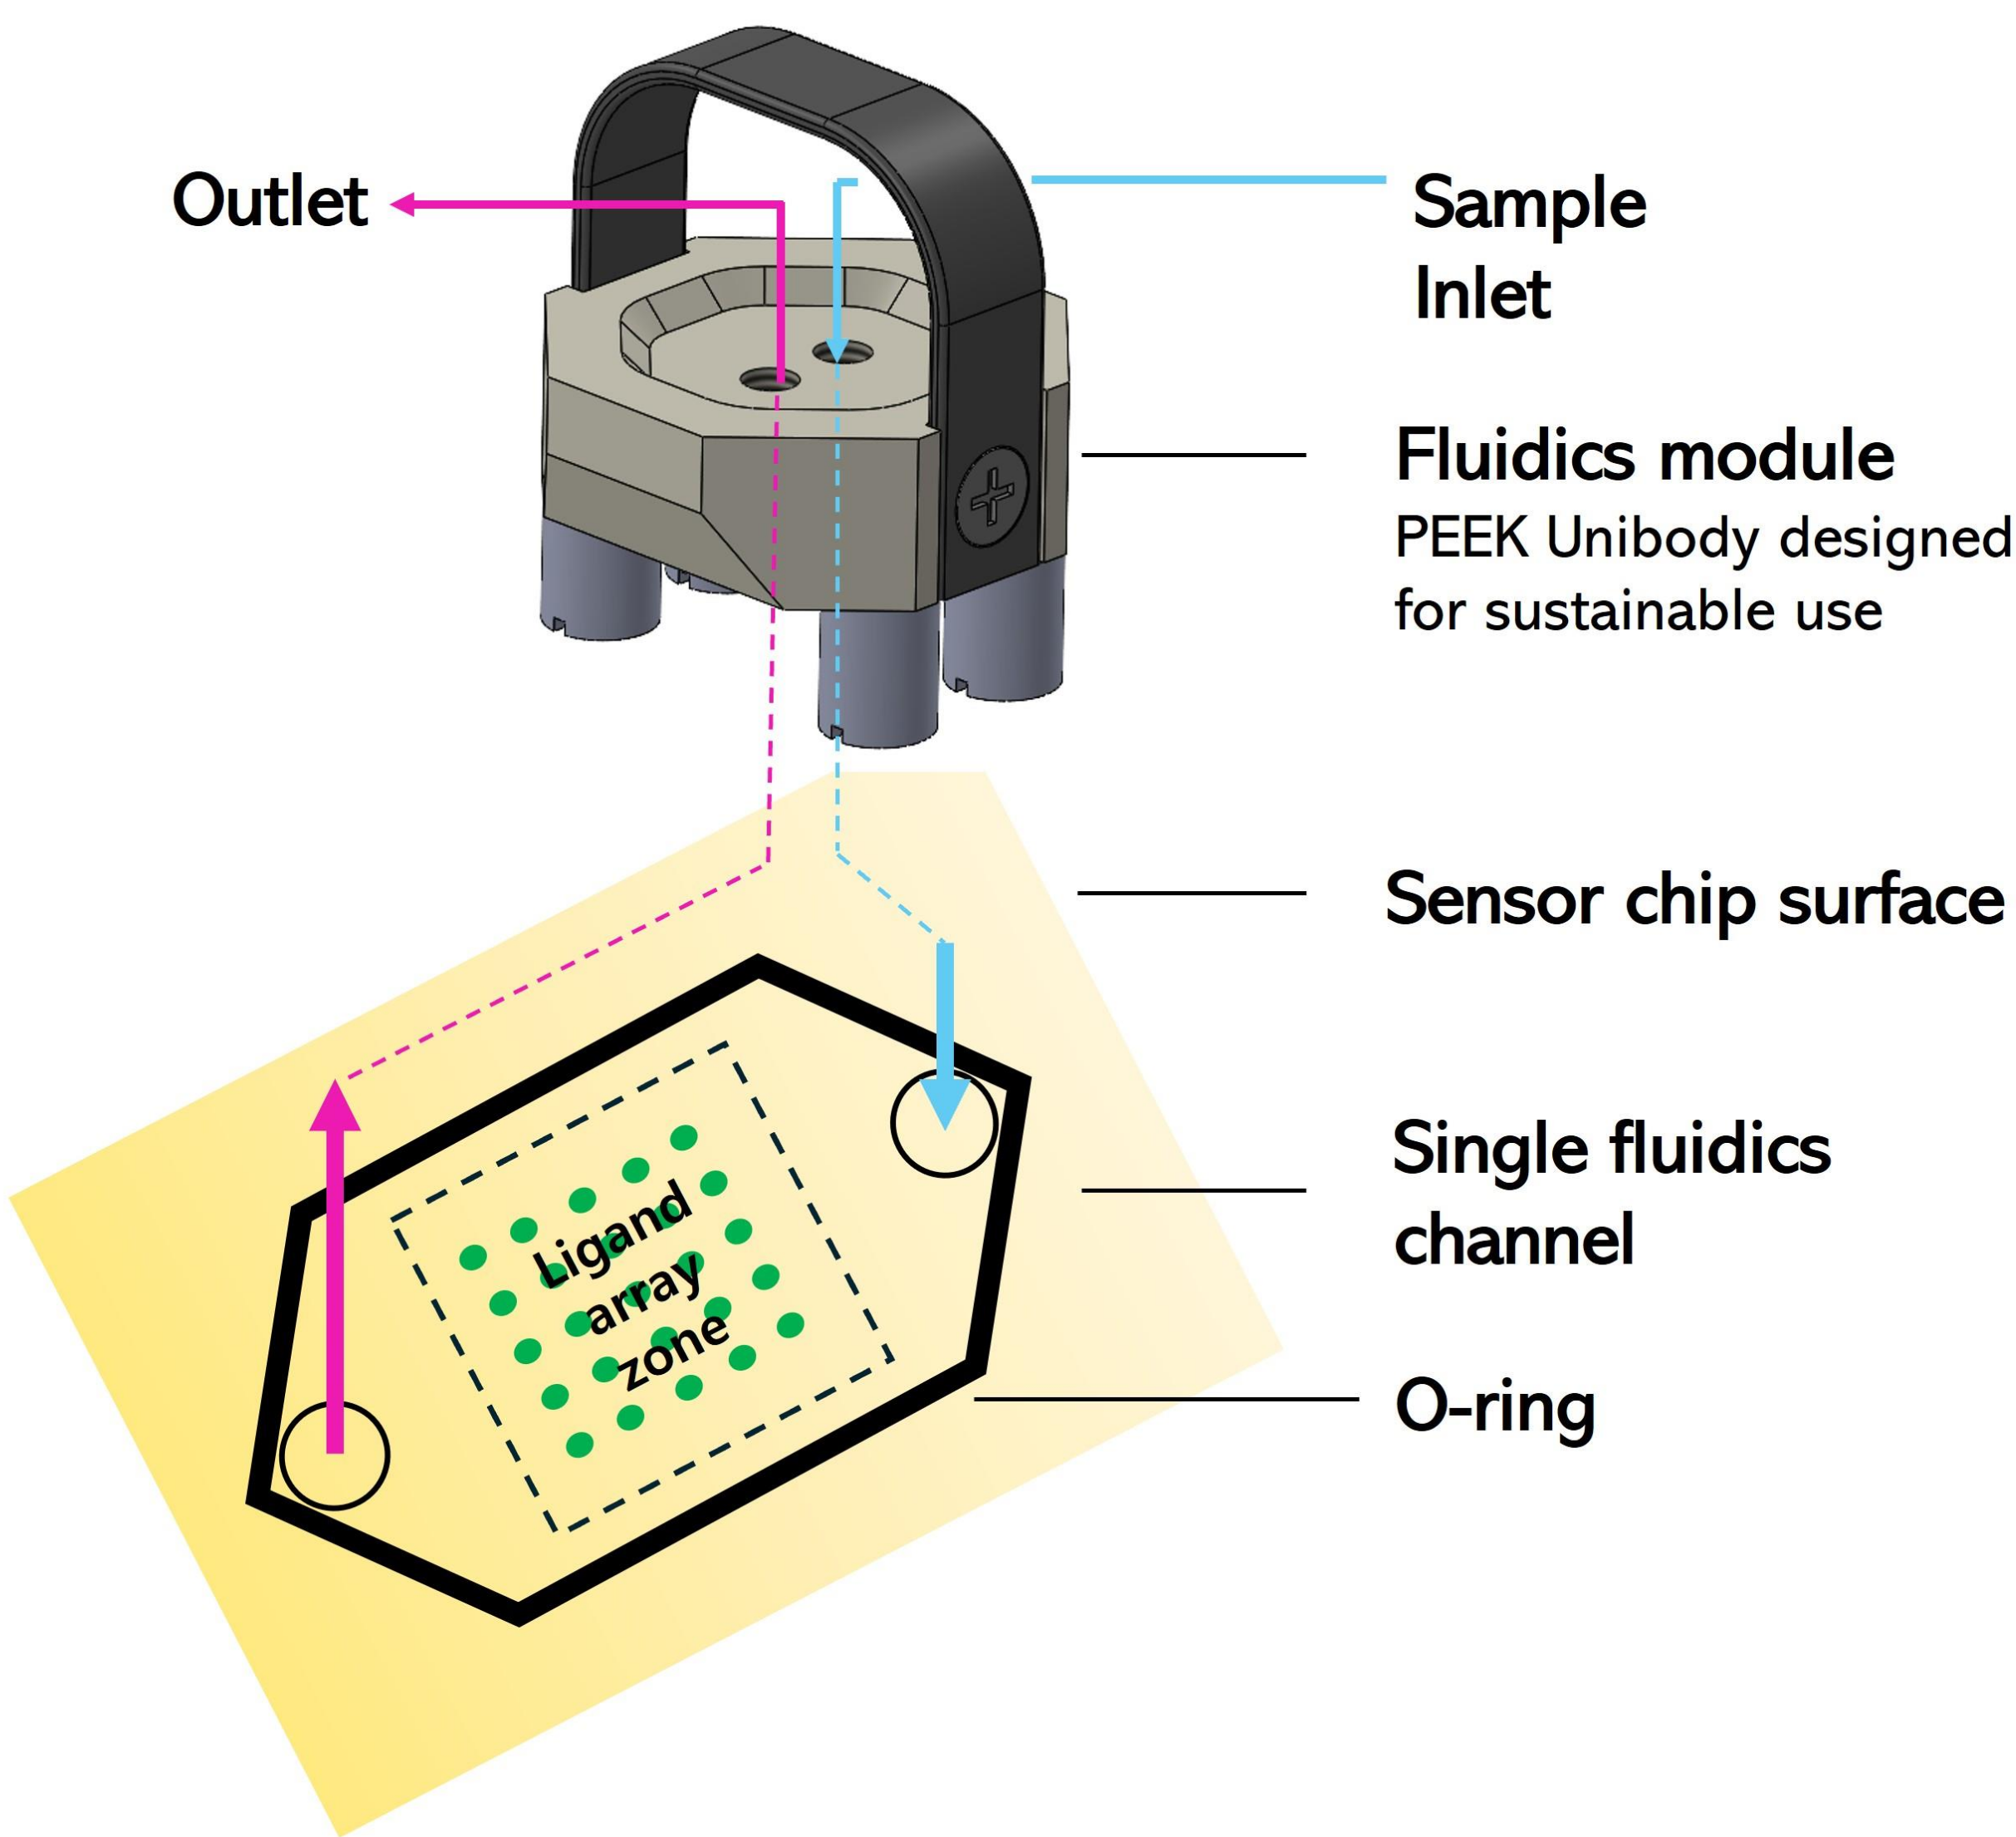 Outlet
Sample
Inlet
Fluidics module
PEEK Unibody designed
for sustainable use
Sensor chip surface
Single fluidics
channel
Ligand
array
zone
O-ring